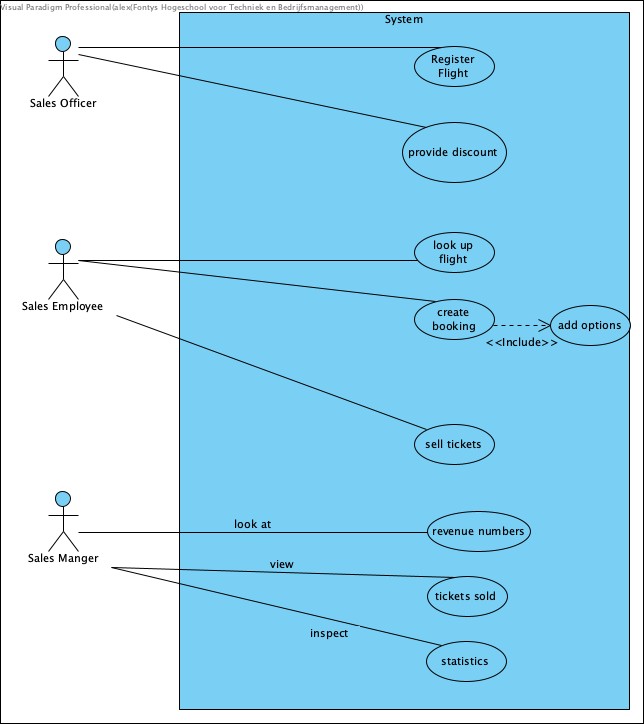 Visual Paradigm Professional(alex(Fontys Hogeschool voor Techniek en Bedrijfsmanagement))
System
Register
Flight
Sales Officer
provide discount
look up
flight
Sales Employee
create
booking
add options
<<Include>>
sell tickets
look at
revenue numbers
Sales Manger
view
tickets sold
inspect
statistics